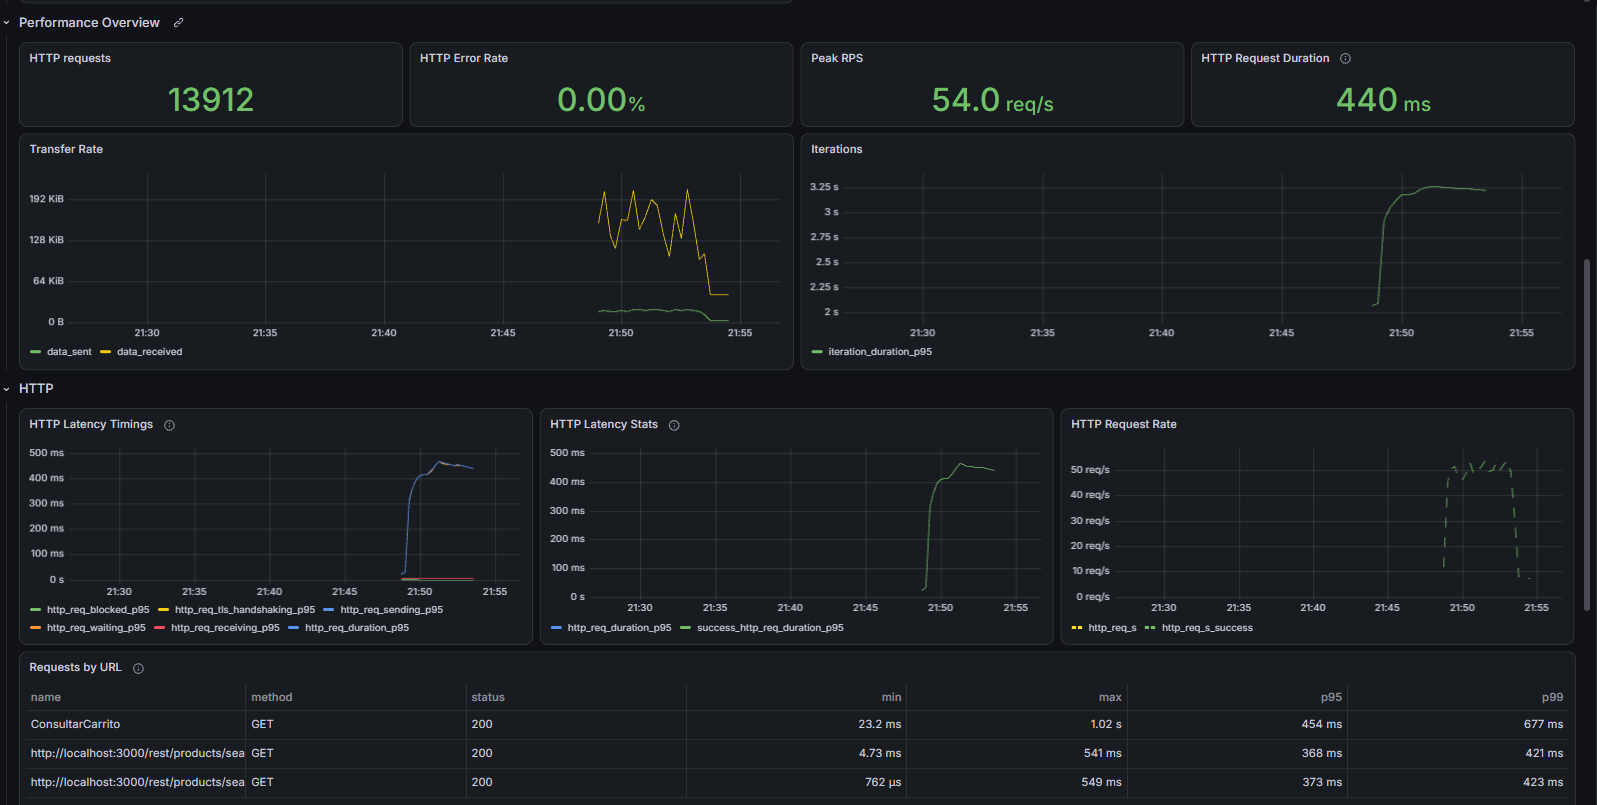 Performance Overview
HTTP requests
13912
HTTP Error Rate
0.00%
Peak RPS
54.0 req/s
HTTP Request Duration
440 ms
Transfer Rate
192 KiB
128 KiB
64 KiB
0 B
21:30 21:35 21:40 21:45 21:50 21:55
data_sent data_received
Iterations
3.25 s
3 s
2.75 s
2.5 s
2.25 s
2 s
21:30 21:35 21:40 21:45 21:50 21:55
iteration_duration_p95
HTTP
HTTP Latency Timings
500 ms
400 ms
300 ms
200 ms
100 ms
0 s
21:30 21:35 21:40 21:45 21:50 21:55
http_req_blocked_p95 http_req_tls_handshaking_p95 http_req_sending_p95
http_req_waiting_p95 http_req_receiving_p95 http_req_duration_p95
HTTP Latency Stats
500 ms
400 ms
300 ms
200 ms
100 ms
0 s
21:30 21:35 21:40 21:45 21:50 21:55
http_req_duration_p95 success_http_req_duration_p95
HTTP Request Rate
50 req/s
40 req/s
30 req/s
20 req/s
10 req/s
0 req/s
21:30 21:35 21:40 21:45 21:50 21:55
http_req_s http_req_s_success
Requests by URL
name method status min max p95 p99
ConsultarCarrito GET 200 23.2 ms 1.02 s 454 ms 677 ms
http://localhost:3000/rest/products/sea GET 200 4.73 ms 541 ms 368 ms 421 ms
http://localhost:3000/rest/products/sea GET 200 762 µs 549 ms 373 ms 423 ms